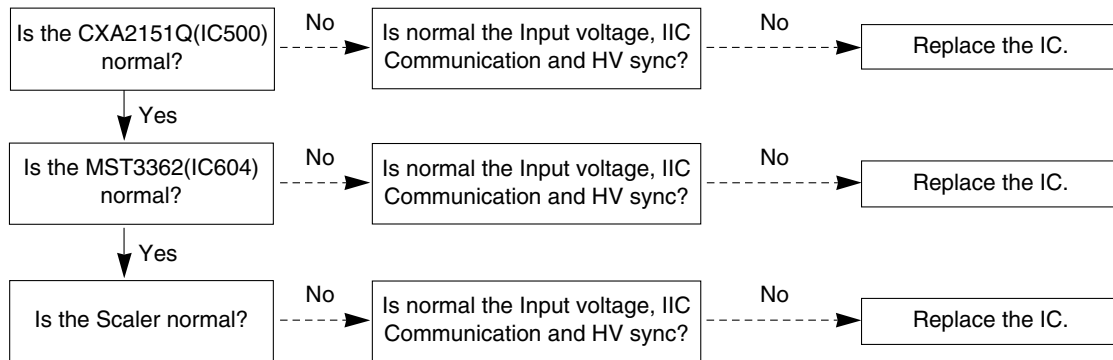 Is the CXA2151Q(IC500)
normal?
No
Is normal the Input voltage, IIC
Communication and HV sync?
No
Replace the IC.
Yes
Is the MST3362(IC604)
normal?
No
Is normal the Input voltage, IIC
Communication and HV sync?
No
Replace the IC.
Yes
Is the Scaler normal?
No
Is normal the Input voltage, IIC
Communication and HV sync?
No
Replace the IC.